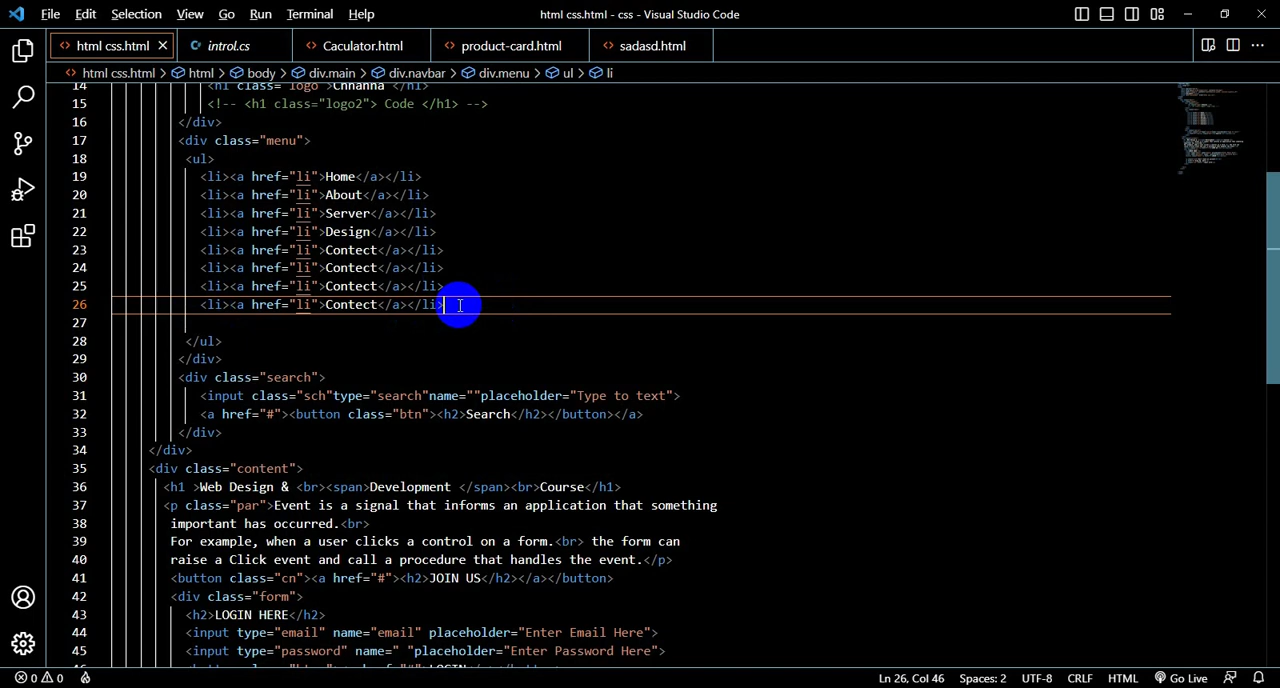 File Edit Selection View Go Run Terminal Help html css.html - css - Visual Studio Code
<> html css.html introl.cs <> Caculator.html <> product-card.html <> sadasd.html
<> html css.html > html > body > div.main > div.navbar > div.menu > ul > li
14 <h1 class="logo">Chhanna </h1>
15 <!-- <h1 class="logo2"> Code </h1> -->
16 </div>
17 <div class="menu">
18 <ul>
19 <li><a href="li">Home</a></li>
20 <li><a href="li">About</a></li>
21 <li><a href="li">Server</a></li>
22 <li><a href="li">Design</a></li>
23 <li><a href="li">Contect</a></li>
24 <li><a href="li">Contect</a></li>
25 <li><a href="li">Contect</a></li>
26 <li><a href="li">Contect</a></li>
27
28 </ul>
29 </div>
30 <div class="search">
31 <input class="sch"type="search"name=""placeholder="Type to text">
32 <a href="#"><button class="btn"><h2>Search</h2></button></a>
33 </div>
34 </div>
35 <div class="content">
36 <h1 >Web Design & <br><span>Development </span><br>Course</h1>
37 <p class="par">Event is a signal that informs an application that something
38 important has occurred.<br>
39 For example, when a user clicks a control on a form.<br> the form can
40 raise a Click event and call a procedure that handles the event.</p>
41 <button class="cn"><a href="#"><h2>JOIN US</h2></a></button>
42 <div class="form">
43 <h2>LOGIN HERE</h2>
44 <input type="email" name="email" placeholder="Enter Email Here">
45 <input type="password" name=" "placeholder="Enter Password Here">
0 0 Ln 26, Col 46 Spaces: 2 UTF-8 CRLF HTML Go Live